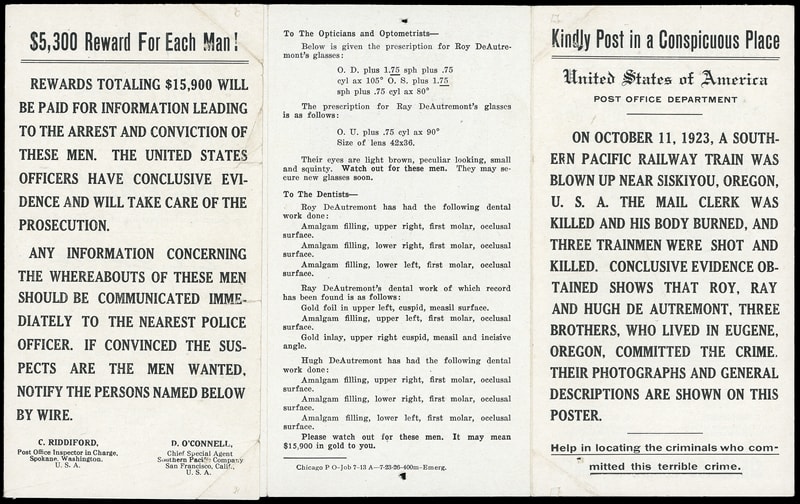 $5,300 Reward For Each Man!
REWARDS TOTALING $15,900 WILL
BE PAID FOR INFORMATION LEADING
TO THE ARREST AND CONVICTION OF
THESE MEN. THE UNITED STATES
OFFICERS HAVE CONCLUSIVE EVI-
DENCE AND WILL TAKE CARE OF THE
PROSECUTION.
ANY INFORMATION CONCERNING
THE WHEREABOUTS OF THESE MEN
SHOULD BE COMMUNICATED IMME-
DIATELY TO THE NEAREST POLICE
OFFICER. IF CONVINCED THE SUS-
PECTS ARE THE MEN WANTED,
NOTIFY THE PERSONS NAMED BELOW
BY WIRE.
C. RIDDIFORD,
Post Office Inspector in Charge,
Spokane, Washington.
U. S. A.
D. O'CONNELL,
Chief Special Agent
Southern Pacific Company
San Francisco, Calif.,
U. S. A.
To The Opticians and Optometrists—
Below is given the prescription for Roy DeAutre-
mont's glasses:
O. D. plus 1.75 sph plus .75
cyl ax 105° O. S. plus 1.75
sph plus .75 cyl ax 80°
The prescription for Ray DeAutremont's glasses
is as follows:
O. U. plus .75 cyl ax 90°
Size of lens 42x36.
Their eyes are light brown, peculiar looking, small
and squinty. Watch out for these men. They may se-
cure new glasses soon.
To The Dentists—
Roy DeAutremont has had the following dental
work done:
Amalgam filling, upper right, first molar, occlusal
surface.
Amalgam filling, lower right, first molar, occlusal
surface.
Amalgam filling, lower left, first molar, occlusal
surface.
Ray DeAutremont's dental work of which record
has been found is as follows:
Gold foil in upper left, cuspid, measil surface.
Amalgam filling, upper left, first molar, occlusal
surface.
Gold inlay, upper right cuspid, measil and incisive
angle.
Hugh DeAutremont has had the following dental
work done:
Amalgam filling, upper right, first molar, occlusal
surface.
Amalgam filling, lower right, first molar, occlusal
surface.
Amalgam filling, lower left, first molar, occlusal
surface.
Please watch out for these men. It may mean
$15,900 in gold to you.
Chicago P O–Job 7-13 A—7-23-26-400m–Emerg.
Kindly Post in a Conspicuous Place
United States of America
POST OFFICE DEPARTMENT
ON OCTOBER 11, 1923, A SOUTH-
ERN PACIFIC RAILWAY TRAIN WAS
BLOWN UP NEAR SISKIYOU, OREGON,
U. S. A. THE MAIL CLERK WAS
KILLED AND HIS BODY BURNED, AND
THREE TRAINMEN WERE SHOT AND
KILLED. CONCLUSIVE EVIDENCE OB-
TAINED SHOWS THAT ROY, RAY
AND HUGH DE AUTREMONT, THREE
BROTHERS, WHO LIVED IN EUGENE,
OREGON, COMMITTED THE CRIME.
THEIR PHOTOGRAPHS AND GENERAL
DESCRIPTIONS ARE SHOWN ON THIS
POSTER.
Help in locating the criminals who com-
mitted this terrible crime.